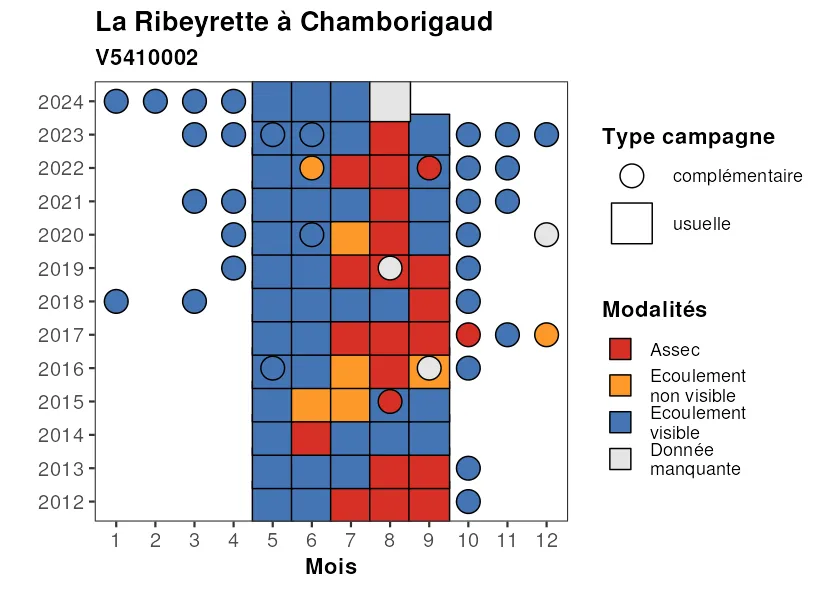 La Ribeyrette à Chamborigaud
V5410002
2024
2023
2022
2021
2020
2019
2018
2017
2016
2015
2014
2013
2012
1 2 3 4 5 6 7 8 9 10 11 12
Mois
Type campagne
complémentaire
usuelle
Modalités
Assec
Ecoulement
non visible
Ecoulement
visible
Donnée
manquante